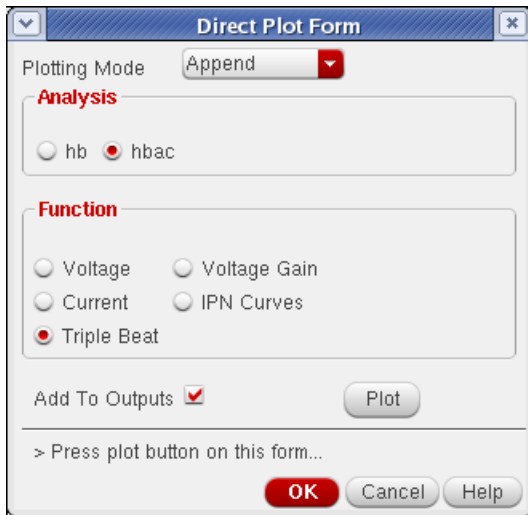 Direct Plot Form
Plotting Mode Append
Analysis
hb hbac
Function
Voltage Voltage Gain
Current IPN Curves
Triple Beat
Add To Outputs Plot
> Press plot button on this form...
OK Cancel Help